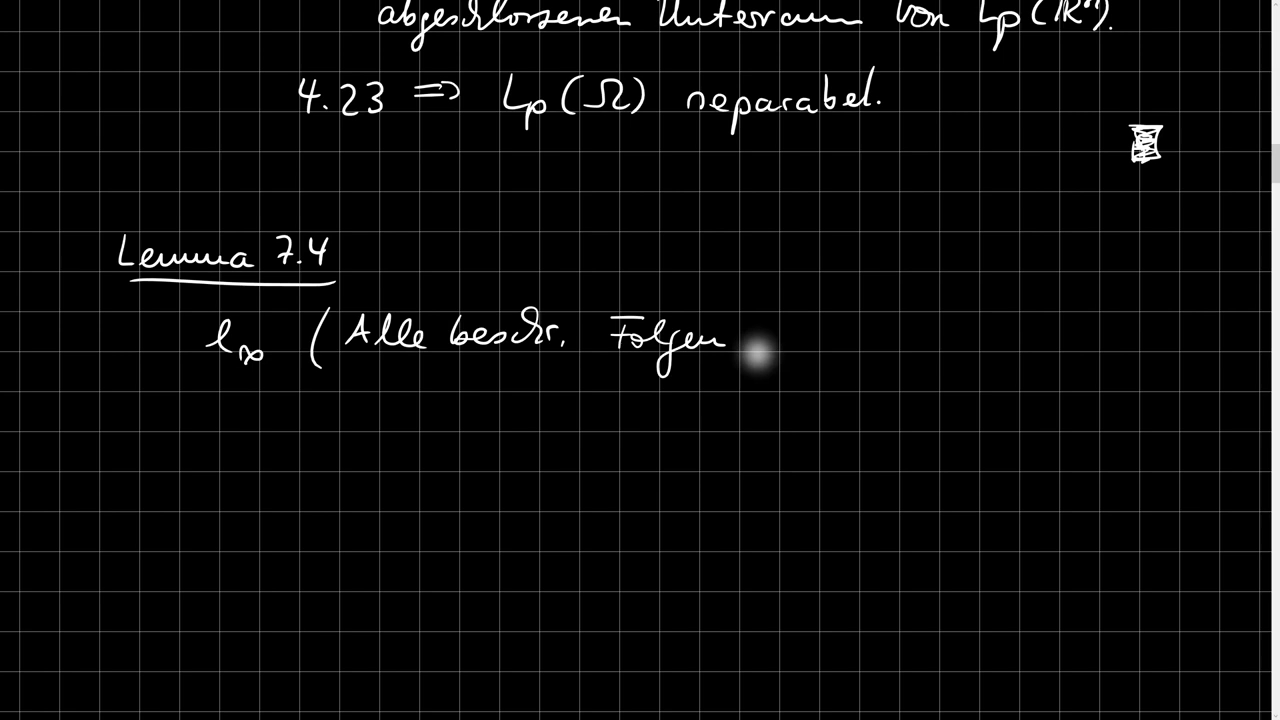 abgeschlossener Unterraum von Lp(ℝⁿ).
4.23 ⇒ Lp(Ω) separabel.
Lemma 7.4
l∞ (Alle beschr. Folgen